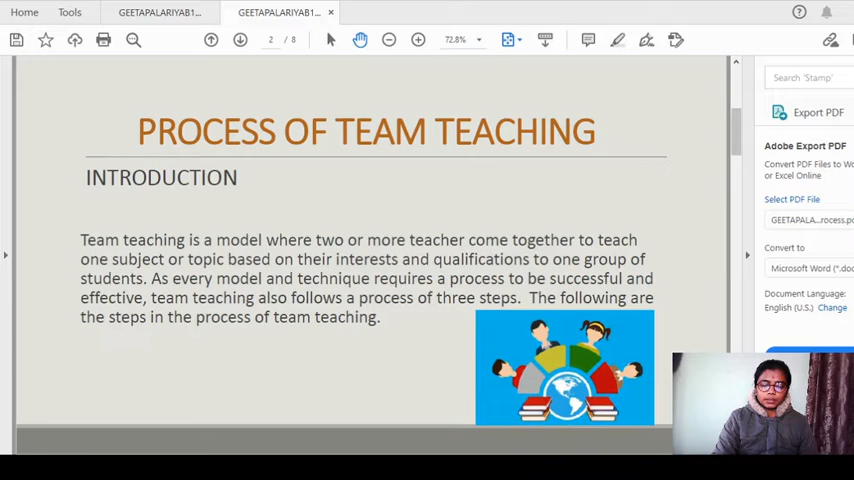 Home Tools GEETAPALARIYAB1... GEETAPALARIYAB1... ×
2 / 8 72.8%
PROCESS OF TEAM TEACHING
INTRODUCTION
Team teaching is a model where two or more teacher come together to teach
one subject or topic based on their interests and qualifications to one group of
students. As every model and technique requires a process to be successful and
effective, team teaching also follows a process of three steps. The following are
the steps in the process of team teaching.
Search 'Stamp'
Export PDF
Adobe Export PDF
Convert PDF Files to Wo
or Excel Online
Select PDF File
GEETAPALA...rocess.pd
Convert to
Microsoft Word (*.doc
Document Language:
English (U.S.) Change